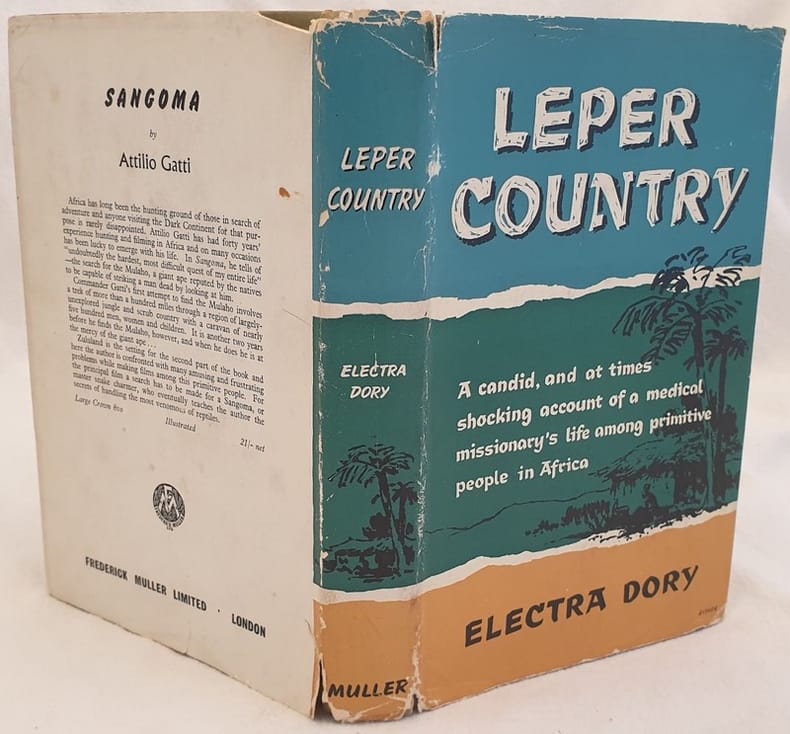 SANGOMA
by
Attilio Gatti
Africa has long been the hunting ground of those in search of
adventure and anyone visiting the Dark Continent for that pur-
pose is rarely disappointed. Attilio Gatti has had forty years'
experience hunting and filming in Africa and on many occasions
has been lucky to emerge with his life. In Sangoma, he tells of
"undoubtedly the hardest, most difficult quest of my entire life"
—the search for the Mulaho, a giant ape reputed by the natives
to be capable of striking a man dead by looking at him.
Commander Gatti's first attempt to find the Mulaho involves
a trek of more than a hundred miles through a region of largely-
unexplored jungle and scrub country with a caravan of nearly
five hundred men, women and children. It is another two years
before he finds the Mulaho, however, and when he does he is at
the mercy of the giant ape ...
Zululand is the setting for the second part of the book and
here the author is confronted with many amusing and frustrating
problems while making films among this primitive people. For
the principal film a search has to be made for a Sangoma, or
master snake charmer, who eventually teaches the author the
secrets of handling the most venomous of reptiles.
Large Crown 8vo
Illustrated
21/- net
FREDERICK MULLER LIMITED · LONDON
LEPER
COUNTRY
ELECTRA
DORY
MULLER
LEPER
COUNTRY
A candid, and at times
shocking account of a medical
missionary's life among primitive
people in Africa
ELECTRA DORY